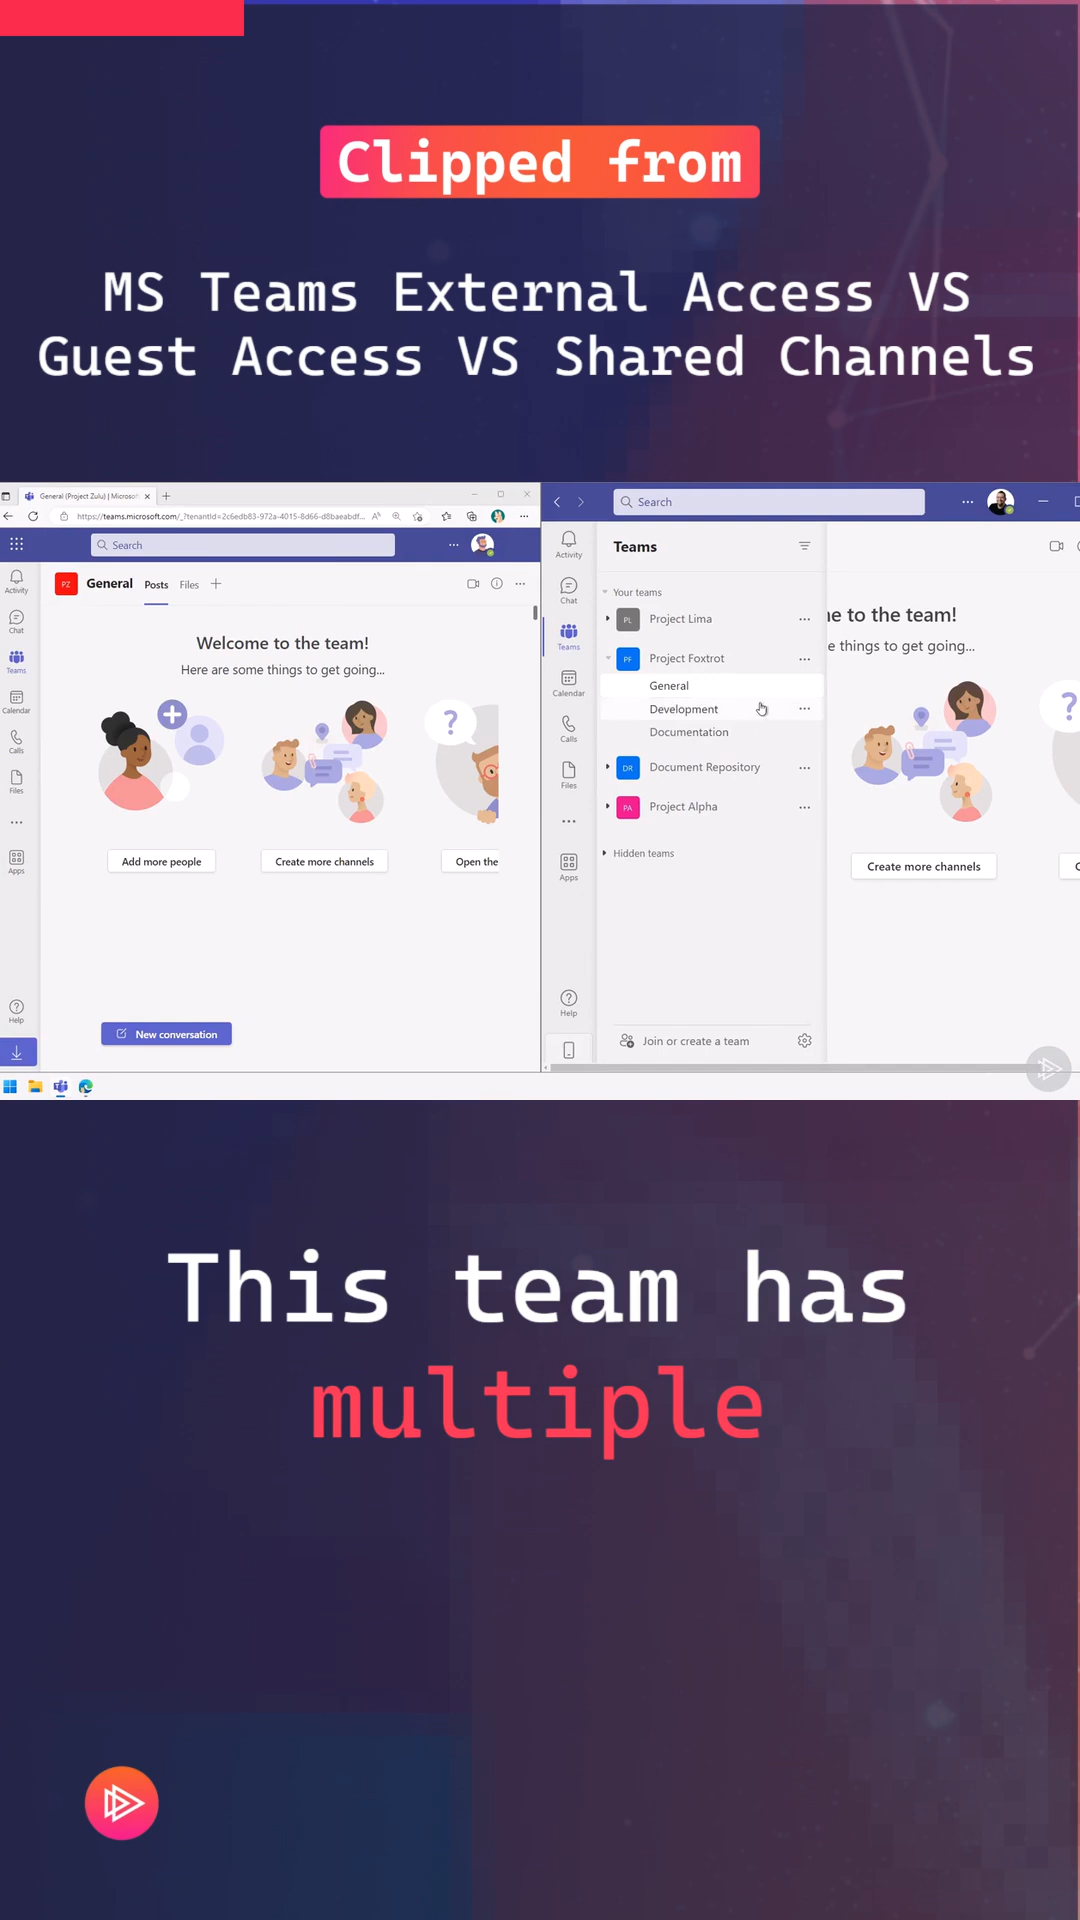 Clipped from
MS Teams External Access VS
Guest Access VS Shared Channels
General (Project Zulu) | Microsof
https://teams.microsoft.com/_?tenantId=2c6edb83-972a-4015-8d66-d8baeabdf...
Search
Activity
Chat
Teams
Calendar
Calls
Files
Apps
Help
PZ General Posts Files
Welcome to the team!
Here are some things to get going...
?
Add more people
Create more channels
Open the
New conversation
Search
Activity
Chat
Teams
Calendar
Calls
Files
Apps
Help
Teams
Your teams
PL Project Lima
PF Project Foxtrot
General
Development
Documentation
DR Document Repository
PA Project Alpha
Hidden teams
Join or create a team
e to the team!
e things to get going...
?
Create more channels
This team has
multiple